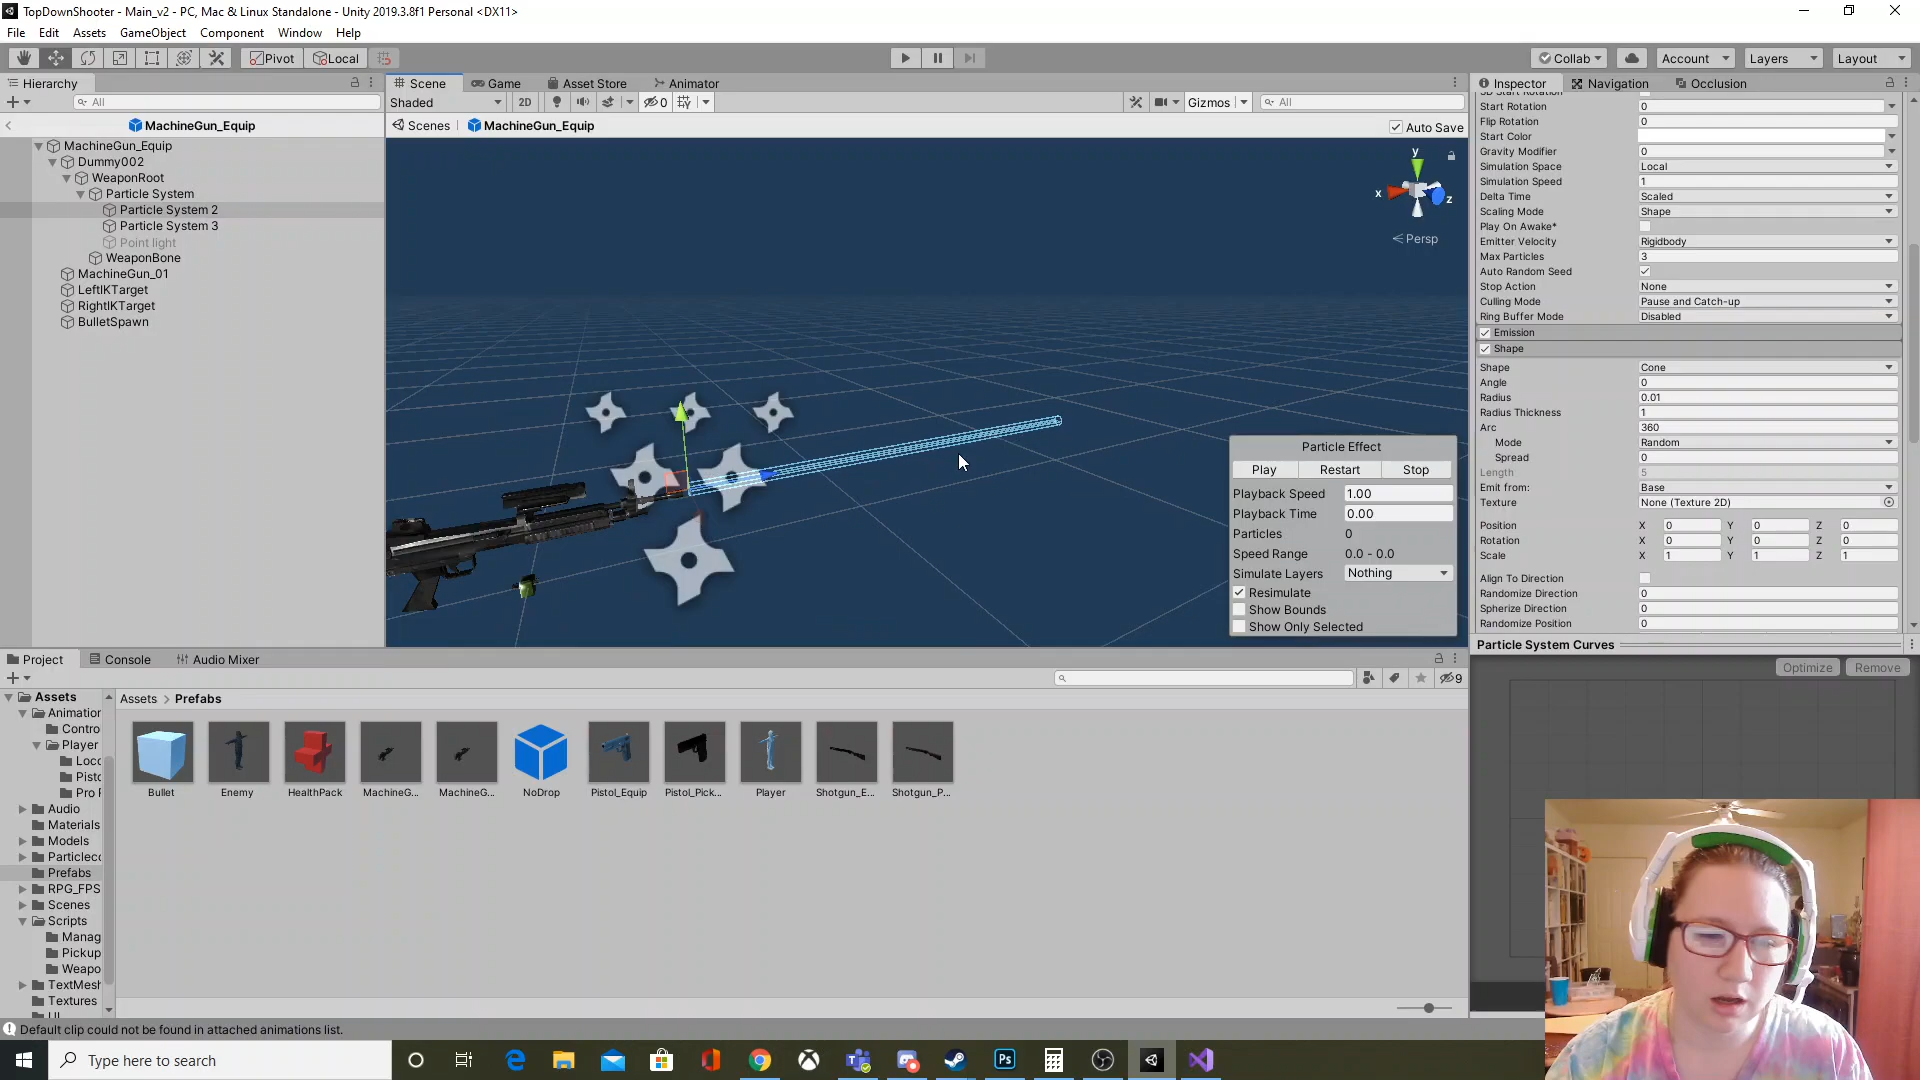 TopDownShooter - Main_v2 - PC, Mac & Linux Standalone - Unity 2019.3.8f1 Personal <DX11>
File Edit Assets GameObject Component Window Help
Pivot Local Collab Account Layers Layout
Hierarchy
All
MachineGun_Equip
MachineGun_Equip
Dummy002
WeaponRoot
Particle System
Particle System 2
Particle System 3
Point light
WeaponBone
MachineGun_01
LeftIKTarget
RightIKTarget
BulletSpawn
Scene Game Asset Store Animator
Shaded 2D 0 Gizmos All
Scenes MachineGun_Equip Auto Save
y
x
z
Persp
Particle Effect
Play Restart Stop
Playback Speed 1.00
Playback Time 0.00
Particles 0
Speed Range 0.0 - 0.0
Simulate Layers Nothing
Resimulate
Show Bounds
Show Only Selected
Inspector Navigation Occlusion
Start Rotation 0
Flip Rotation 0
Start Color
Gravity Modifier 0
Simulation Space Local
Simulation Speed 1
Delta Time Scaled
Scaling Mode Shape
Play On Awake*
Emitter Velocity Rigidbody
Max Particles 3
Auto Random Seed
Stop Action None
Culling Mode Pause and Catch-up
Ring Buffer Mode Disabled
Emission
Shape
Shape Cone
Angle 0
Radius 0.01
Radius Thickness 1
Arc 360
Mode Random
Spread 0
Length 5
Emit from: Base
Texture None (Texture 2D)
Position X 0 Y 0 Z 0
Rotation X 0 Y 0 Z 0
Scale X 1 Y 1 Z 1
Align To Direction
Randomize Direction 0
Spherize Direction 0
Randomize Position 0
Particle System Curves
Optimize Remove
Project Console Audio Mixer
9
Assets
Animation
Contro
Player
Loco
Pisto
Pro R
Audio
Materials
Models
Particlec
Prefabs
RPG_FPS
Scenes
Scripts
Manag
Pickup
Weapo
TextMesh
Textures
Assets > Prefabs
Bullet Enemy HealthPack MachineG... MachineG... NoDrop Pistol_Equip Pistol_Pick... Player Shotgun_E... Shotgun_P...
Default clip could not be found in attached animations list.
Type here to search
Ps